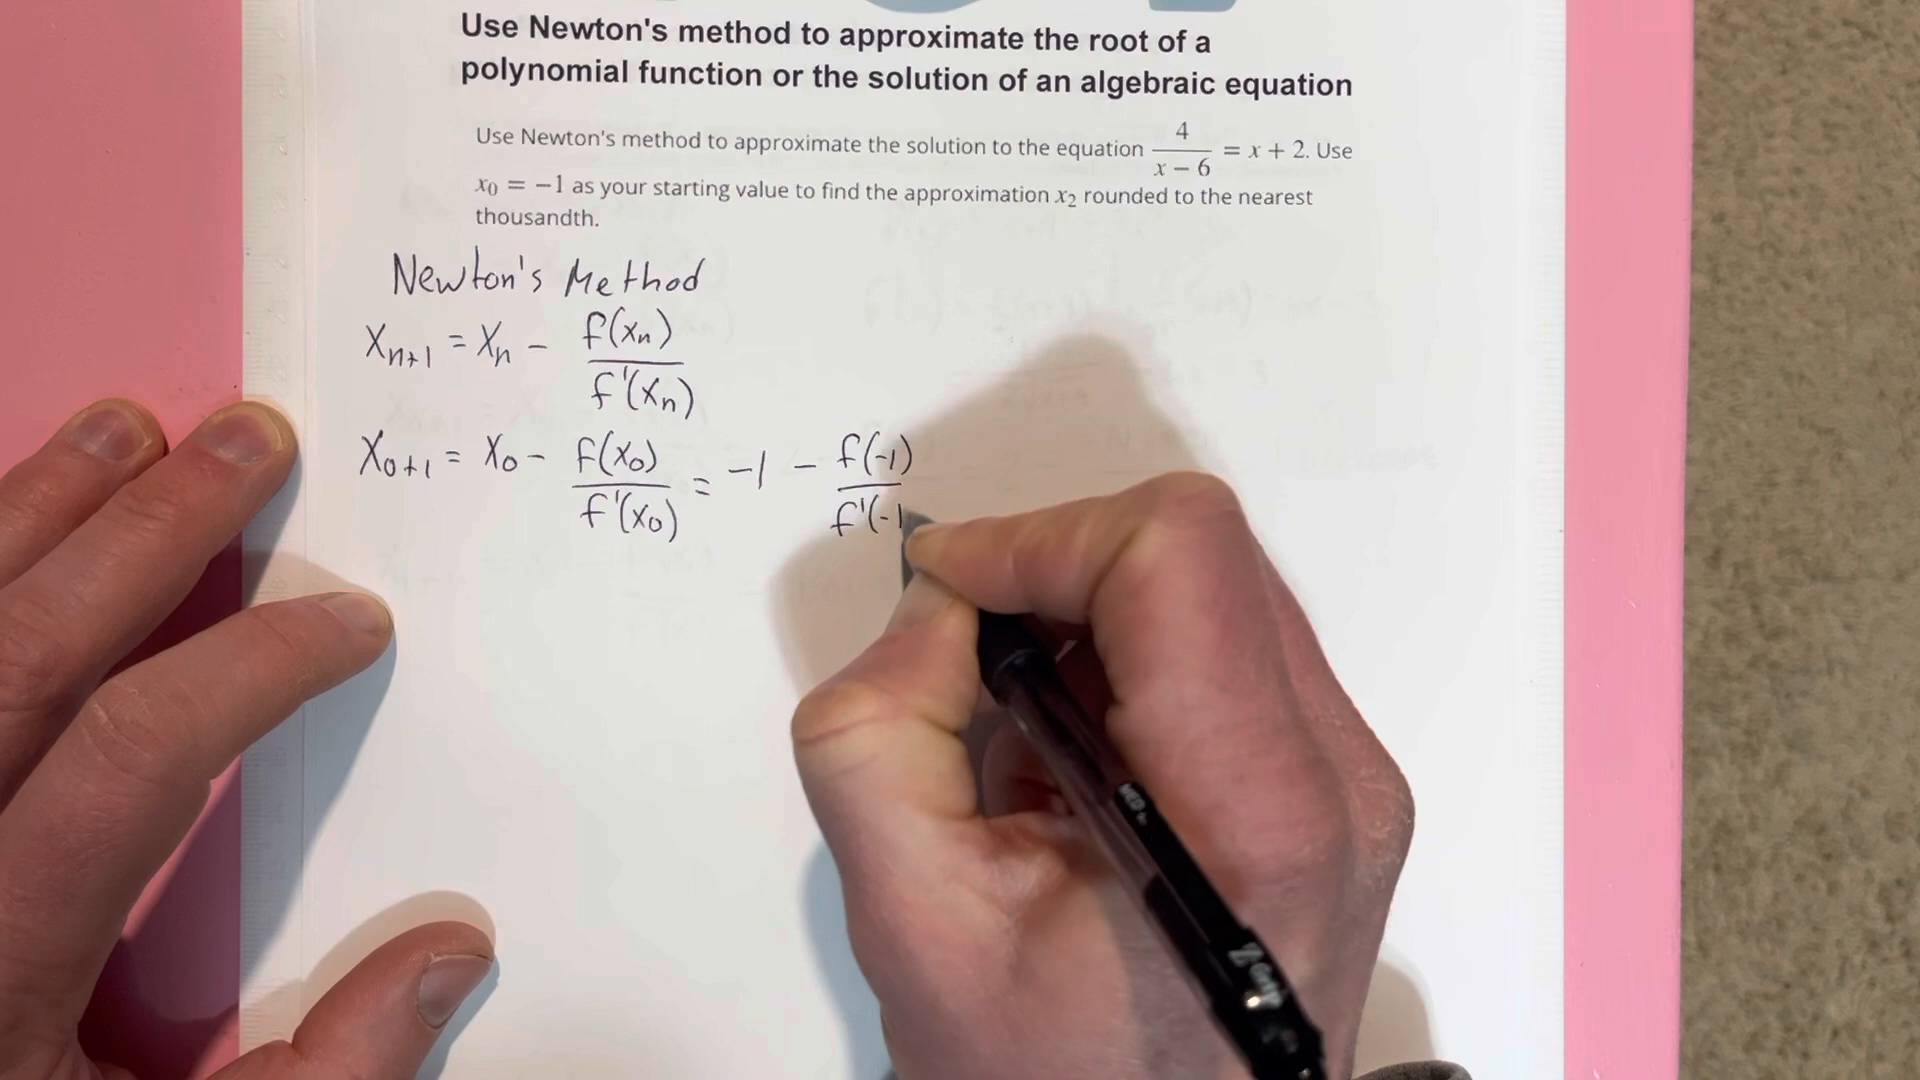 Use Newton's method to approximate the root of a
polynomial function or the solution of an algebraic equation
Use Newton's method to approximate the solution to the equation 4/(x − 6) = x + 2. Use
x₀ = −1 as your starting value to find the approximation x₂ rounded to the nearest
thousandth.
Newton's Method
Xₙ₊₁ = Xₙ − f(xₙ)/f'(xₙ)
X₀₊₁ = X₀ − f(x₀)/f'(x₀) = −1 − f(-1)/f'(-1
MED
Z Grip